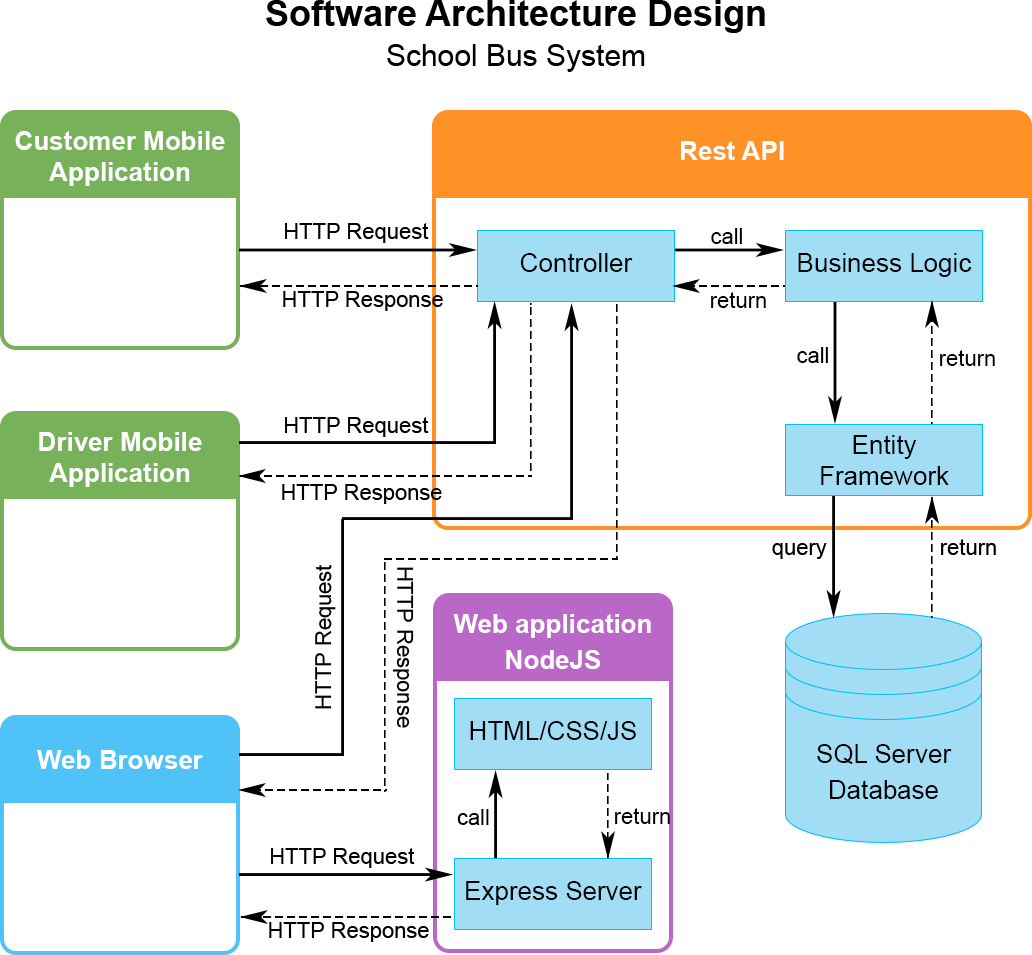 Software Architecture Design
School Bus System
Customer Mobile
Application
Rest API
HTTP Request
HTTP Response
Controller
call
return
Business Logic
call
return
Driver Mobile
Application
HTTP Request
HTTP Response
Entity
Framework
query
return
HTTP Request
HTTP Response
Web application
NodeJS
HTML/CSS/JS
call
return
Express Server
Web Browser
HTTP Request
HTTP Response
SQL Server
Database